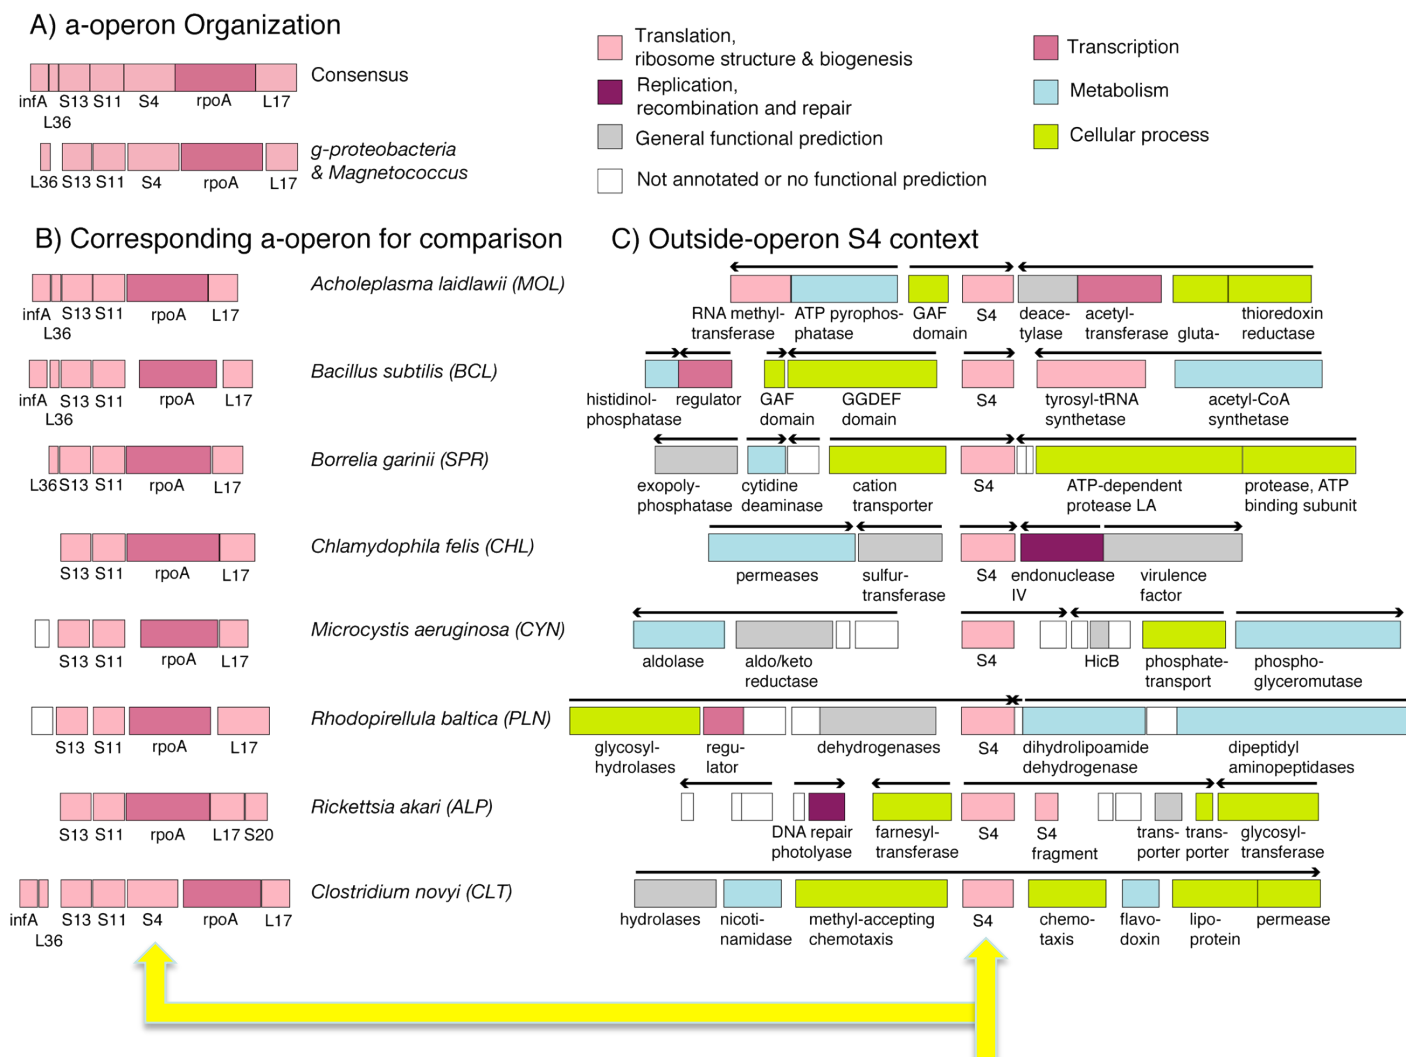 A) a-operon Organization
Consensus
infA S13 S11 S4 rpoA L17
L36
g-proteobacteria
& Magnetococcus
L36 S13 S11 S4 rpoA L17
Translation,
ribosome structure & biogenesis
Replication,
recombination and repair
General functional prediction
Not annotated or no functional prediction
Transcription
Metabolism
Cellular process
B) Corresponding a-operon for comparison
C) Outside-operon S4 context
Acholeplasma laidlawii (MOL)
infA S13 S11 rpoA L17
L36
RNA methyl- ATP pyrophos- GAF S4 deace- acetyl- thioredoxin
transferase phatase domain tylase transferase gluta- reductase
Bacillus subtilis (BCL)
infA S13 S11 rpoA L17
L36
histidinol- regulator GAF GGDEF S4 tyrosyl-tRNA acetyl-CoA
phosphatase domain domain synthetase synthetase
Borrelia garinii (SPR)
L36 S13 S11 rpoA L17
exopoly- cytidine cation S4 ATP-dependent protease, ATP
phosphatase deaminase transporter protease LA binding subunit
Chlamydophila felis (CHL)
S13 S11 rpoA L17
permeases sulfur- S4 endonuclease virulence
transferase IV factor
Microcystis aeruginosa (CYN)
S13 S11 rpoA L17
aldolase aldo/keto S4 HicB phosphate- phospho-
reductase transport glyceromutase
Rhodopirellula baltica (PLN)
S13 S11 rpoA L17
glycosyl- regu- dehydrogenases S4 dihydrolipoamide dipeptidyl
hydrolases lator dehydrogenase aminopeptidases
Rickettsia akari (ALP)
S13 S11 rpoA L17 S20
DNA repair farnesyl- S4 S4 trans- trans- glycosyl-
photolyase transferase fragment porter porter transferase
Clostridium novyi (CLT)
infA S13 S11 S4 rpoA L17
L36
hydrolases nicoti- methyl-accepting S4 chemo- flavo- lipo- permease
namidase chemotaxis taxis doxin protein